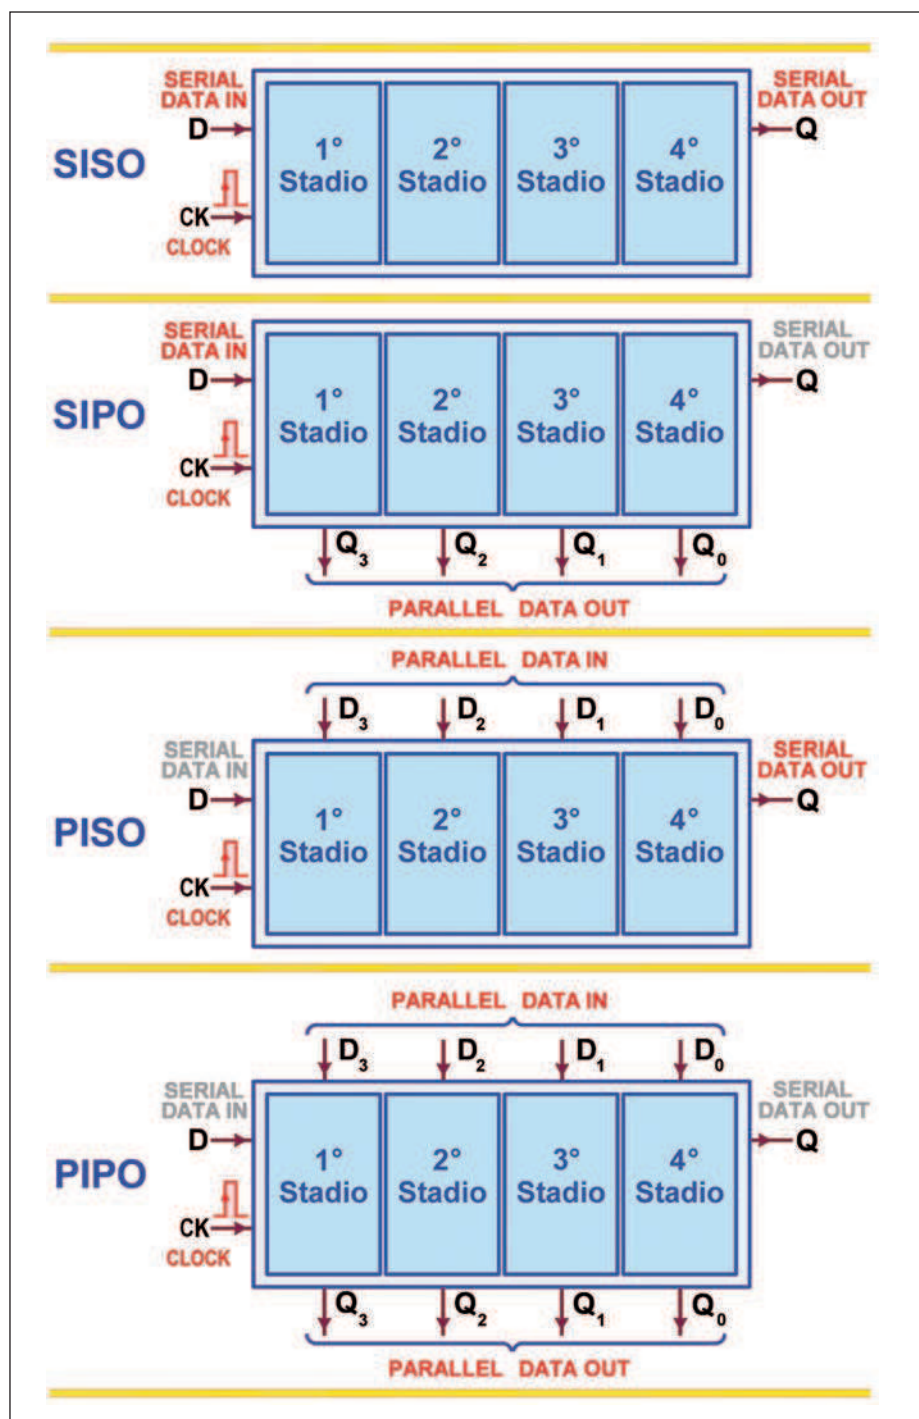 SERIAL
DATA IN
SERIAL
DATA OUT
D
Q
SISO
1° 2° 3° 4°
Stadio Stadio Stadio Stadio
CK
CLOCK
SERIAL
DATA IN
SERIAL
DATA OUT
D
Q
SIPO
1° 2° 3° 4°
Stadio Stadio Stadio Stadio
CK
CLOCK
Q3 Q2 Q1 Q0
PARALLEL DATA OUT
PARALLEL DATA IN
D3 D2 D1 D0
SERIAL
DATA IN
SERIAL
DATA OUT
D
Q
PISO
1° 2° 3° 4°
Stadio Stadio Stadio Stadio
CK
CLOCK
PARALLEL DATA IN
D3 D2 D1 D0
SERIAL
DATA IN
SERIAL
DATA OUT
D
Q
PIPO
1° 2° 3° 4°
Stadio Stadio Stadio Stadio
CK
CLOCK
Q3 Q2 Q1 Q0
PARALLEL DATA OUT